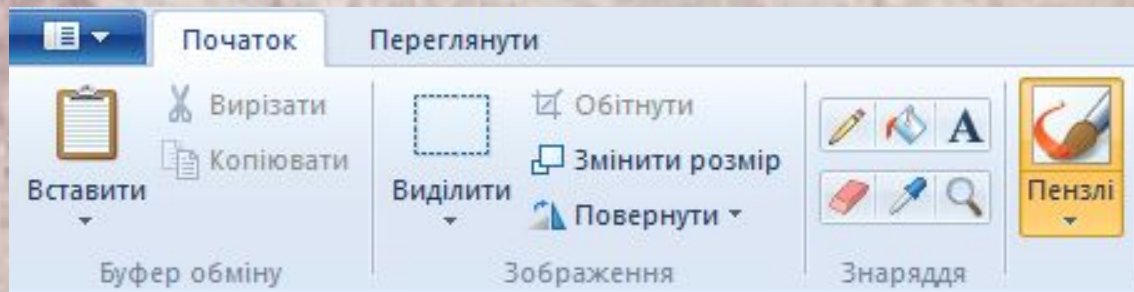 Початок Переглянути
Вставити
Вирізати
Копіювати
Буфер обміну
Виділити
Обітнути
Змінити розмір
Повернути
Зображення
A
Знаряддя
Пензлі